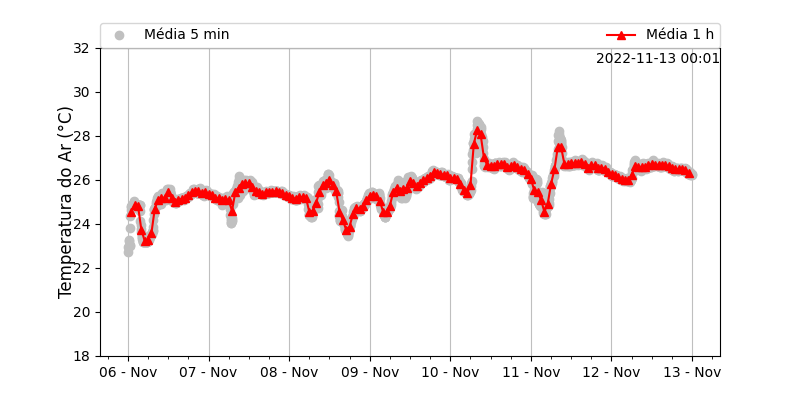 Média 5 min
Média 1 h
2022-11-13 00:01
Temperatura do Ar (°C)
32
30
28
26
24
22
20
18
06 - Nov
07 - Nov
08 - Nov
09 - Nov
10 - Nov
11 - Nov
12 - Nov
13 - Nov